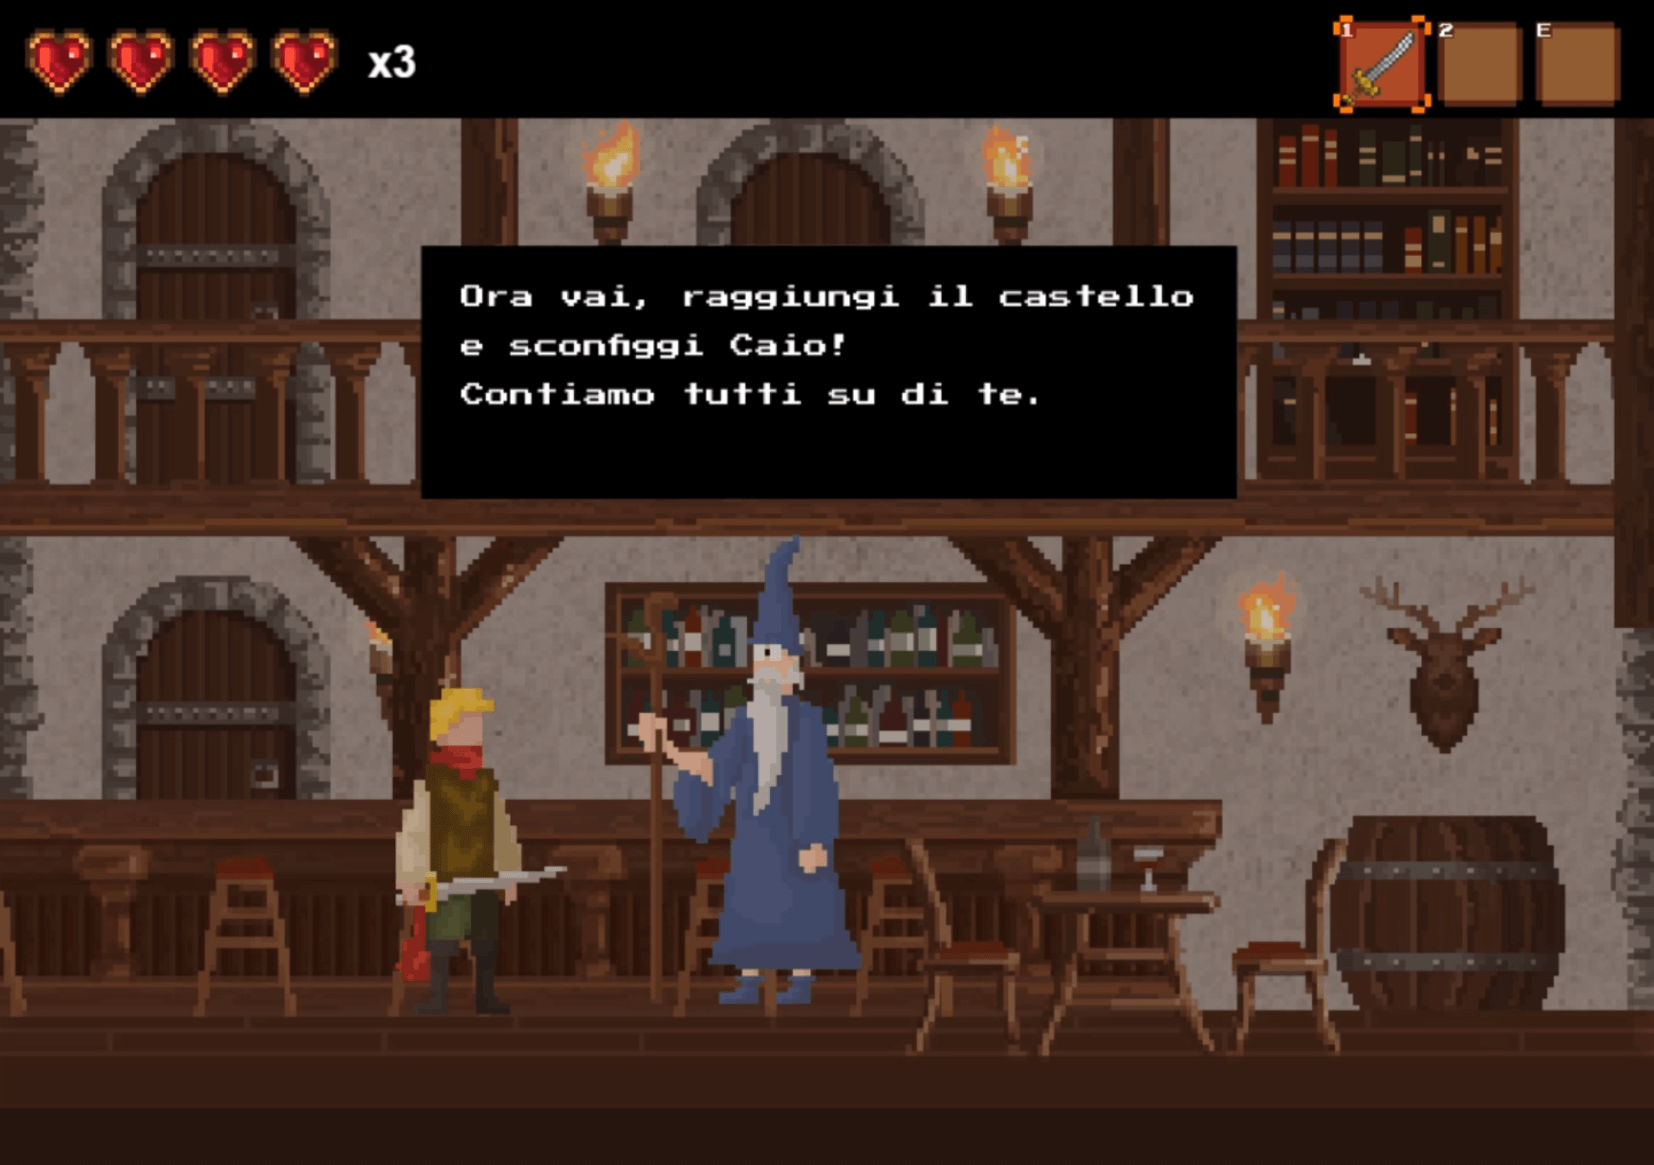 x3
1
2
E
Ora vai, raggiungi il castello
e sconfiggi Caio!
Contiamo tutti su di te.